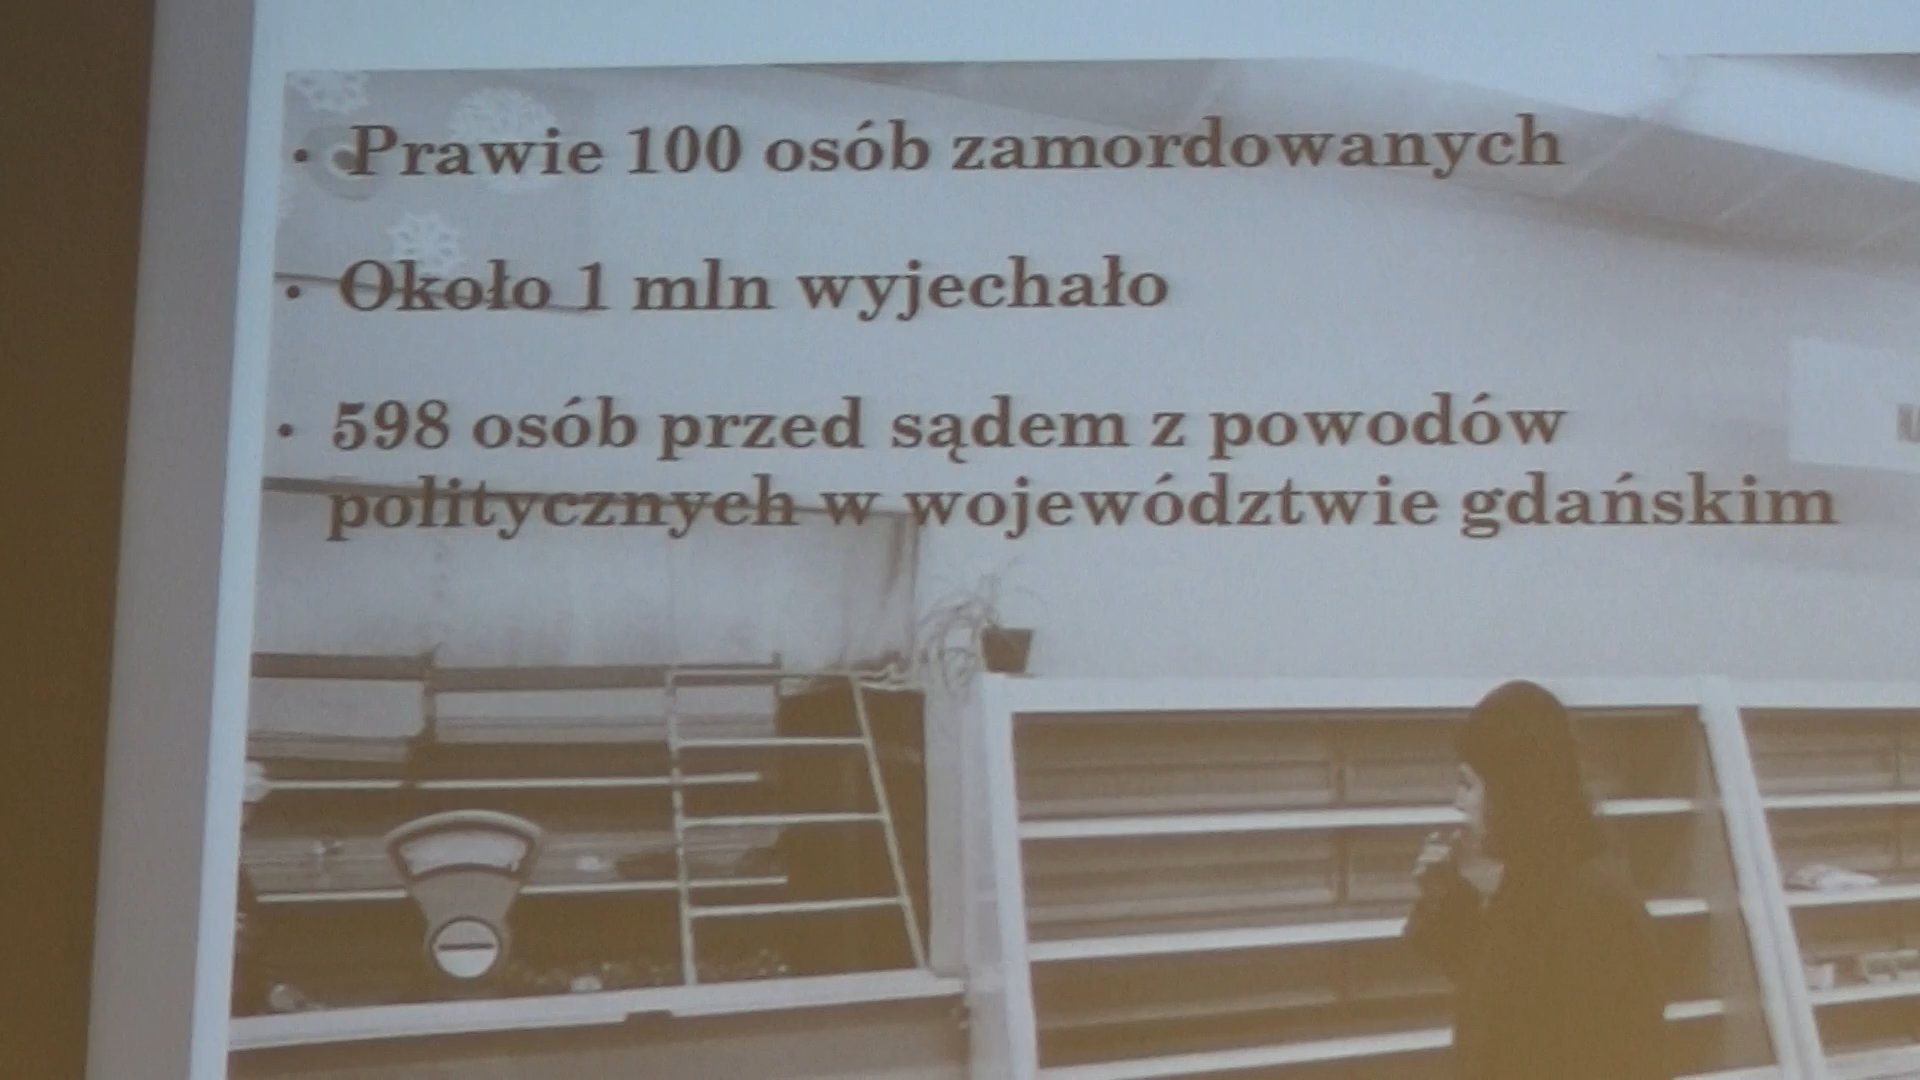 • Prawie 100 osób zamordowanych
• Około 1 mln wyjechało
• 598 osób przed sądem z powodów
politycznych w województwie gdańskim